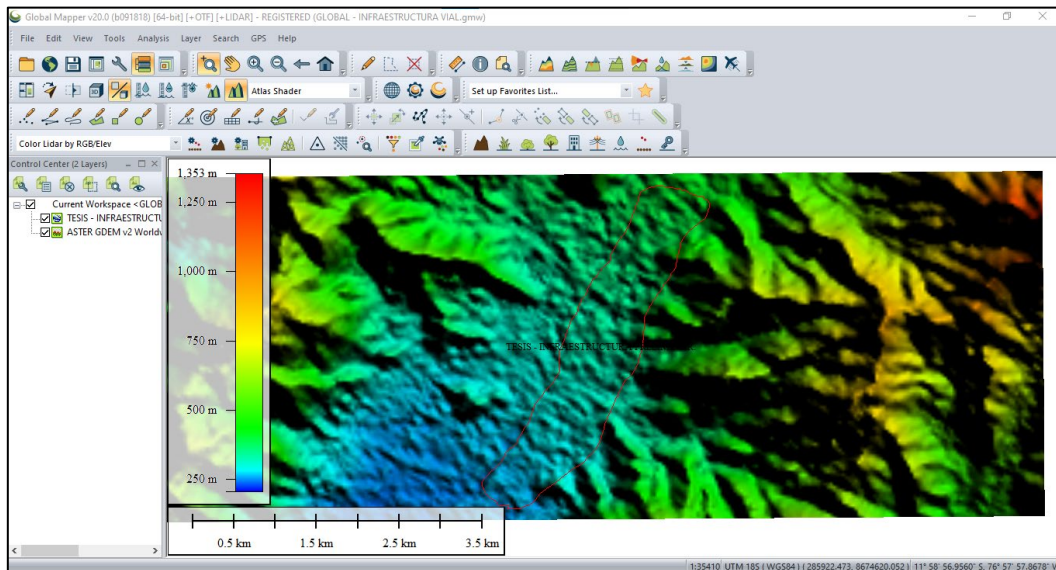 Global Mapper v20.0 (b091818) [64-bit] [+OTF] [+LIDAR] - REGISTERED (GLOBAL - INFRAESTRUCTURA VIAL.gmw)
File Edit View Tools Analysis Layer Search GPS Help
Atlas Shader
Set up Favorites List...
Color Lidar by RGB/Elev
Control Center (2 Layers)
Current Workspace <GLOB
TESIS - INFRAESTRUCTU
ASTER GDEM v2 Worldw
1,353 m
1,250 m
1,000 m
750 m
500 m
250 m
TESIS - INFRAESTRUCTU
0.5 km 1.5 km 2.5 km 3.5 km
1:35410 UTM 18S (WGS84) ( 285922.473, 8674620.052 ) 11° 58' 56.9560" S, 76° 57' 57.8678" W